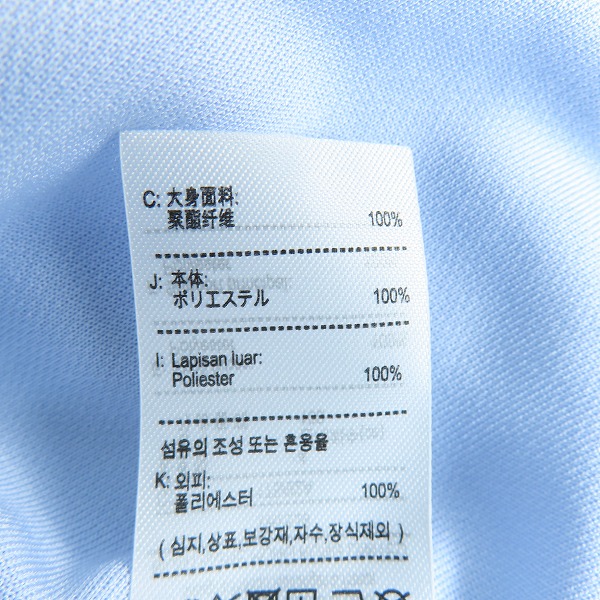 C: 大身面料:
聚酯纤维 100%
J: 本体:
ポリエステル 100%
I: Lapisan luar:
Poliester 100%
섬유의 조성 또는 혼용율
K: 외피:
폴리에스터 100%
( 심지,상표,보강재,자수,장식제외 )